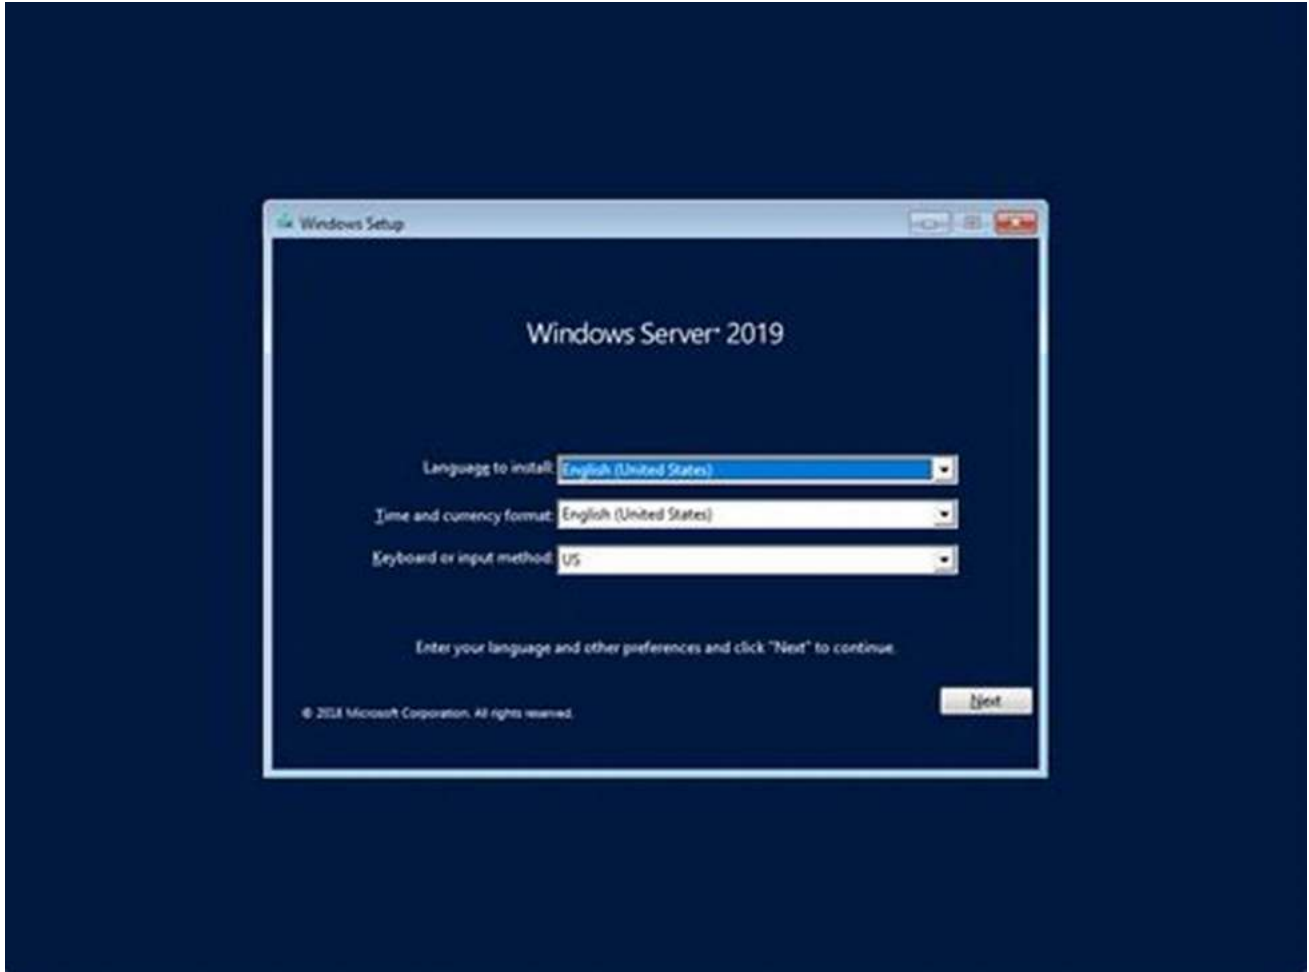 Windows Setup
Windows Server® 2019
Language to install: English (United States)
Time and currency format: English (United States)
Keyboard or input method: US
Enter your language and other preferences and click "Next" to continue.
© 2018 Microsoft Corporation. All rights reserved.
Next